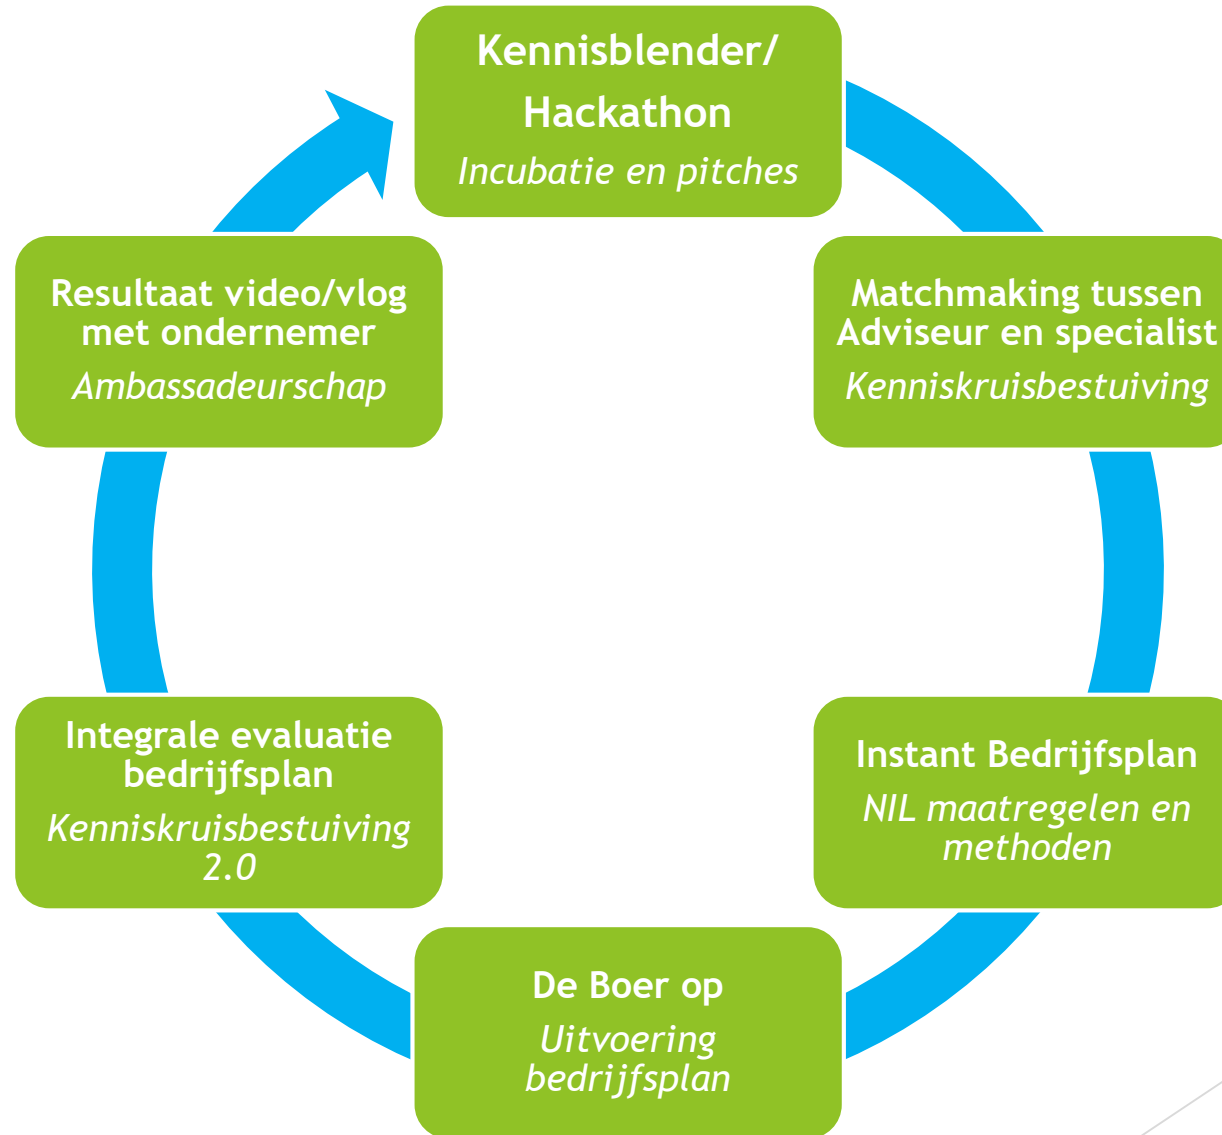 Kennisblender/
Hackathon
Incubatie en pitches
Matchmaking tussen
Adviseur en specialist
Kenniskruisbestuiving
Instant Bedrijfsplan
NIL maatregelen en
methoden
De Boer op
Uitvoering
bedrijfsplan
Integrale evaluatie
bedrijfsplan
Kenniskruisbestuiving
2.0
Resultaat video/vlog
met ondernemer
Ambassadeurschap